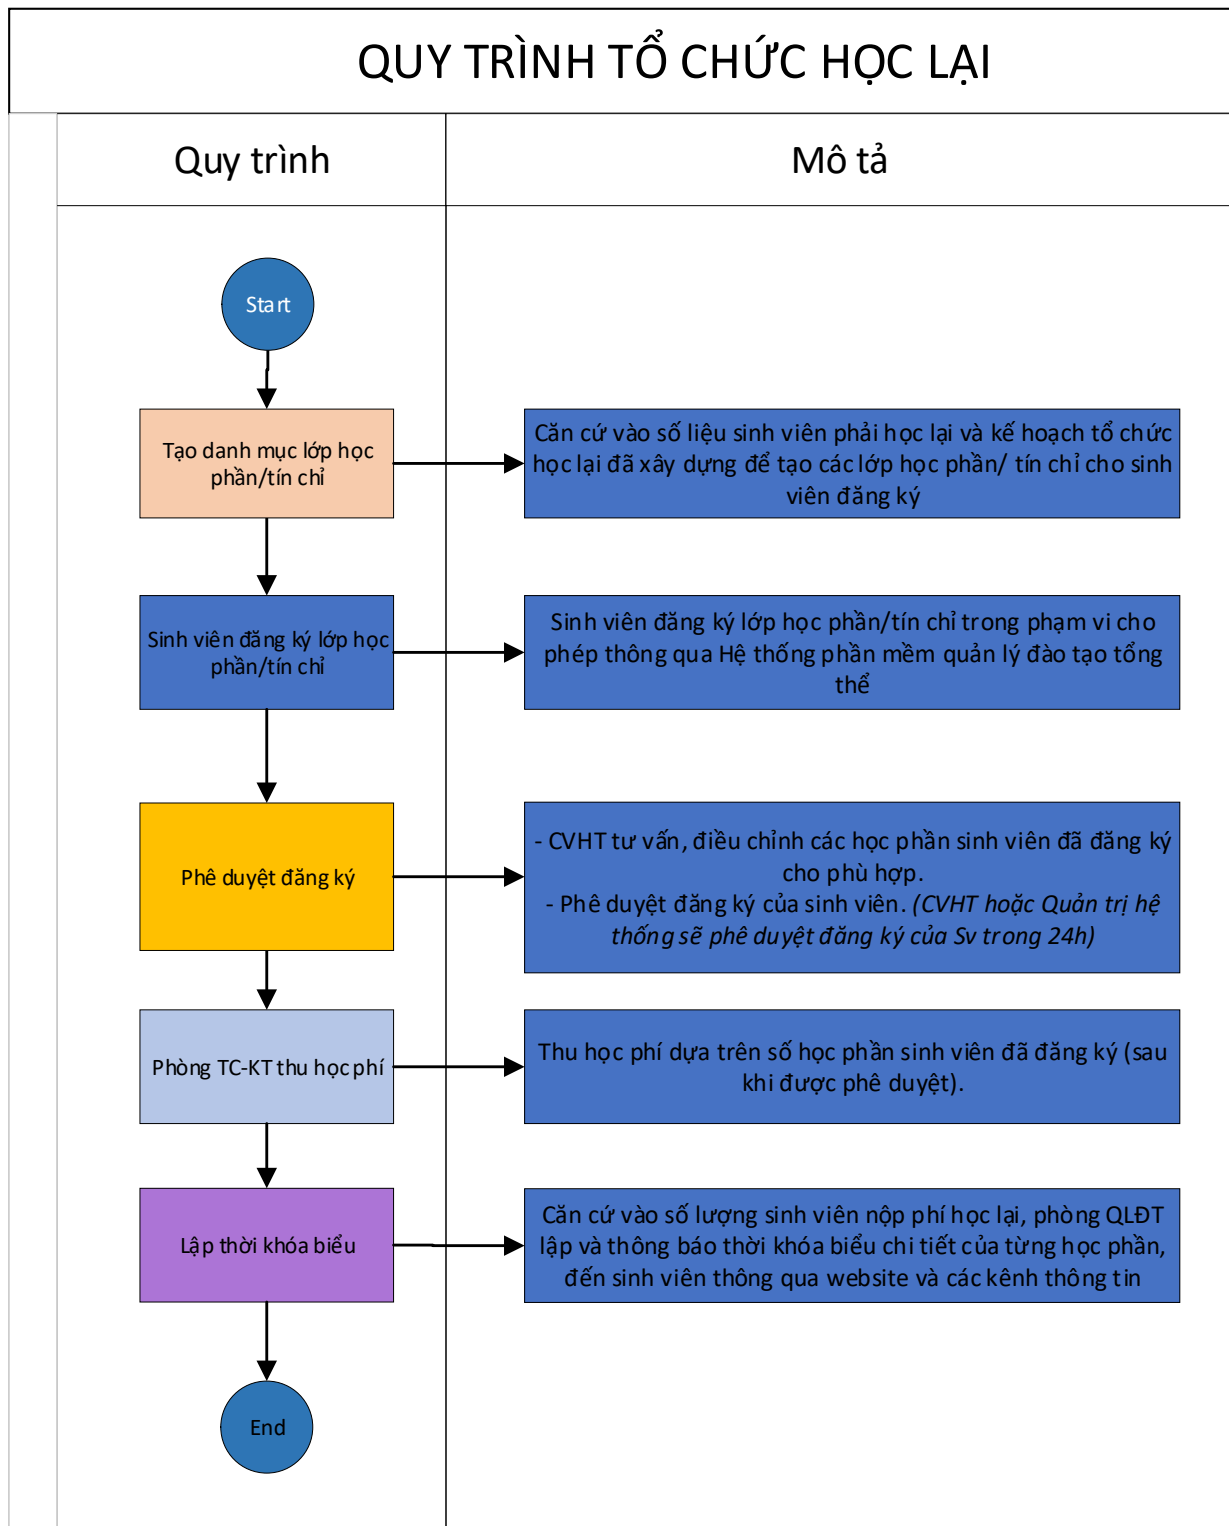 QUY TRÌNH TỔ CHỨC HỌC LẠI
Quy trình
Mô tả
Start
Tạo danh mục lớp học
phần/tín chỉ
Căn cứ vào số liệu sinh viên phải học lại và kế hoạch tổ chức
học lại đã xây dựng để tạo các lớp học phần/ tín chỉ cho sinh
viên đăng ký
Sinh viên đăng ký lớp học
phần/tín chỉ
Sinh viên đăng ký lớp học phần/tín chỉ trong phạm vi cho
phép thông qua Hệ thống phần mềm quản lý đào tạo tổng
thể
Phê duyệt đăng ký
- CVHT tư vấn, điều chỉnh các học phần sinh viên đã đăng ký
cho phù hợp.
- Phê duyệt đăng ký của sinh viên. (CVHT hoặc Quản trị hệ
thống sẽ phê duyệt đăng ký của Sv trong 24h)
Phòng TC-KT thu học phí
Thu học phí dựa trên số học phần sinh viên đã đăng ký (sau
khi được phê duyệt).
Lập thời khóa biểu
Căn cứ vào số lượng sinh viên nộp phí học lại, phòng QLĐT
lập và thông báo thời khóa biểu chi tiết của từng học phần,
đến sinh viên thông qua website và các kênh thông tin
End